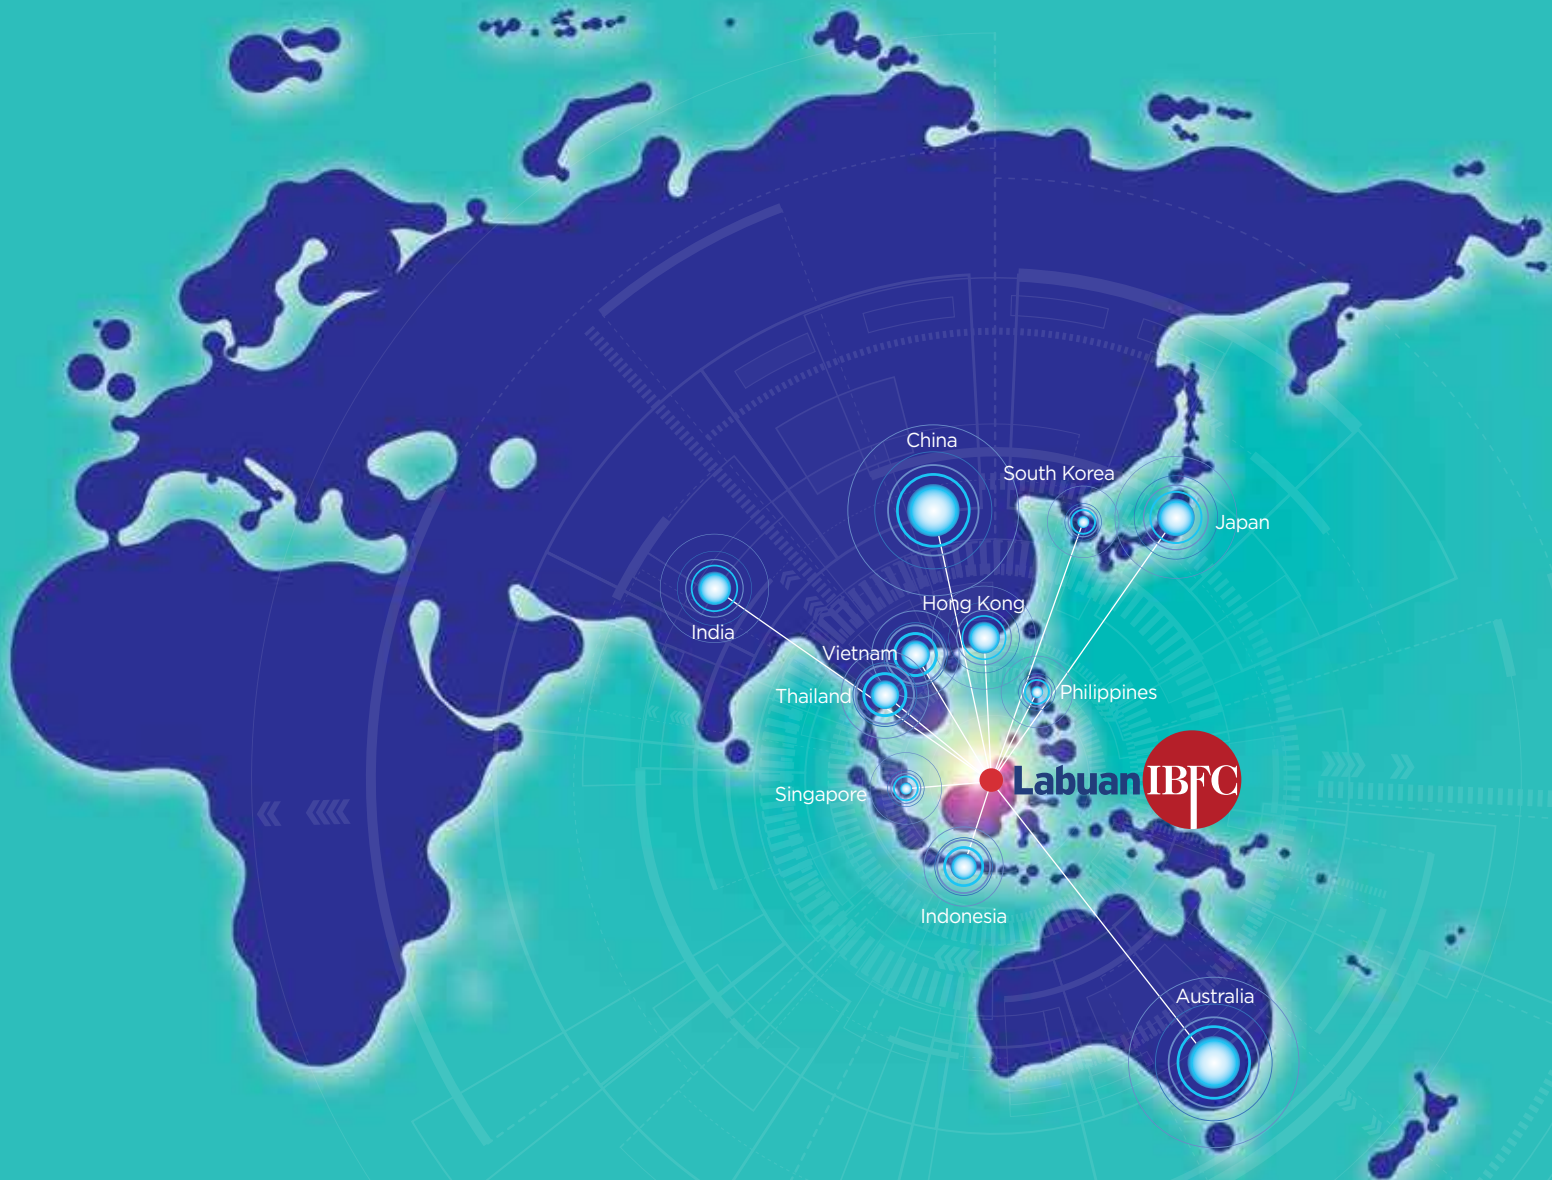 China
South Korea
Japan
Hong Kong
India
Vietnam
Thailand
Philippines
Labuan IBFC
Singapore
Indonesia
Australia